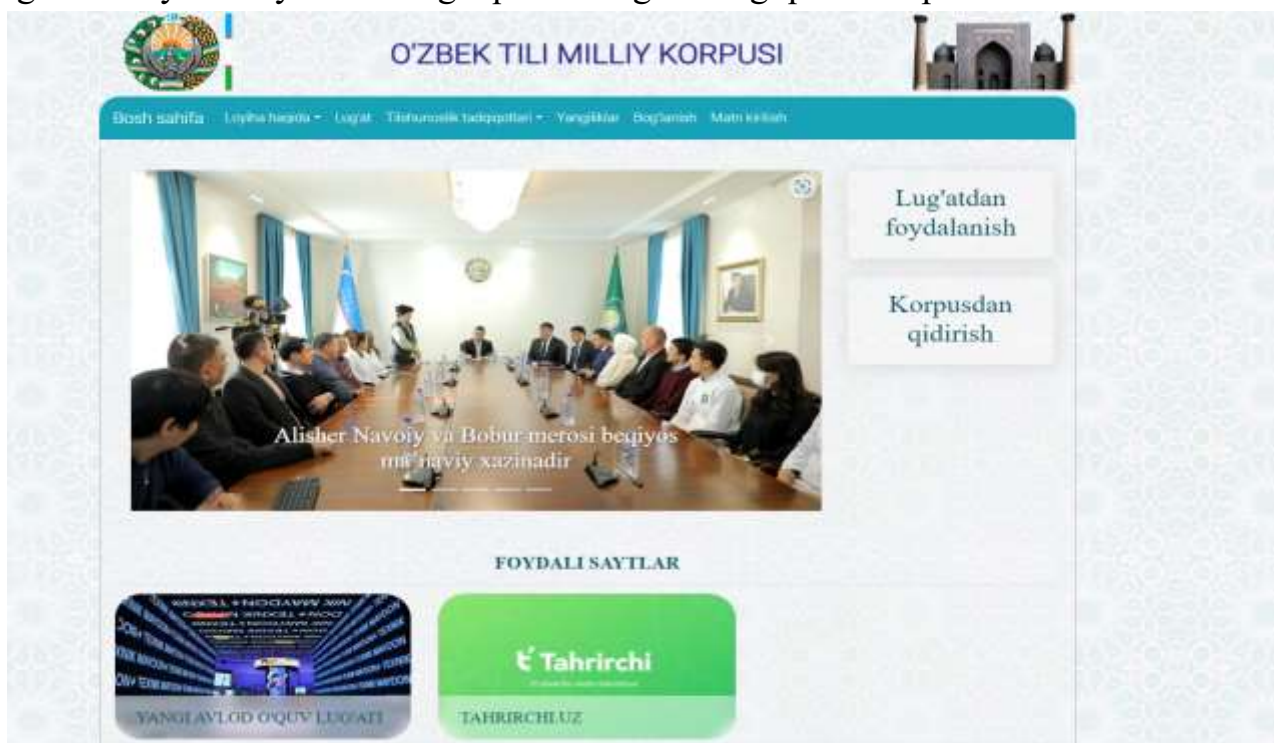 O'ZBEK TILI MILLIY KORPUSI
Bosh sahifa Loyiha haqida Lug'at Tilshunoslik tadqiqotlari Yangiliklar Bog'lanish Matn kiritish
Lug'atdan
foydalanish
Korpusdan
qidirish
Alisher Navoiy va Bobur merosi beqiyos
ma'naviy xazinadir
FOYDALI SAYTLAR
YANGI AVLOD O'QUV LUG'ATI
Tahrirchi
TAHRIRCHI.UZ